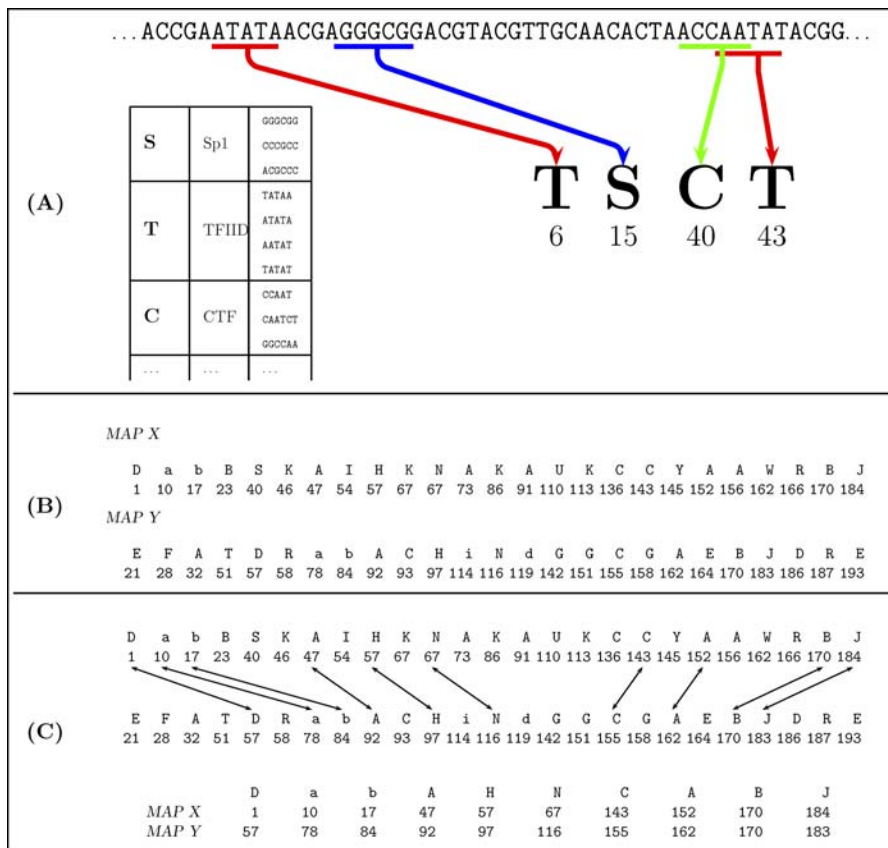 ...ACCGAATATAACGAGGGCGGACGTACGTTGCAACACTAACCAATATACGG...
T S C T
6 15 40 43
(A)
S Sp1 GGGCGG
CCCGCC
ACGCCC
T TFIID TATAA
ATATA
AATAT
TATAT
C CTF CCAAT
CAATCT
GGCCAA
... ... ...
(B)
MAP X
D a b B S K A I H K N A K A U K C C Y A A W R B J
1 10 17 23 40 46 47 54 57 67 67 73 86 91 110 113 136 143 145 152 156 162 166 170 184
MAP Y
E F A T D R a b A C H i N d G G C G A E B J D R E
21 28 32 51 57 58 78 84 92 93 97 114 116 119 142 151 155 158 162 164 170 183 186 187 193
(C)
D a b B S K A I H K N A K A U K C C Y A A W R B J
1 10 17 23 40 46 47 54 57 67 67 73 86 91 110 113 136 143 145 152 156 162 166 170 184
E F A T D R a b A C H i N d G G C G A E B J D R E
21 28 32 51 57 58 78 84 92 93 97 114 116 119 142 151 155 158 162 164 170 183 186 187 193
D a b A H N C A B J
MAP X 1 10 17 47 57 67 143 152 170 184
MAP Y 57 78 84 92 97 116 155 162 170 183